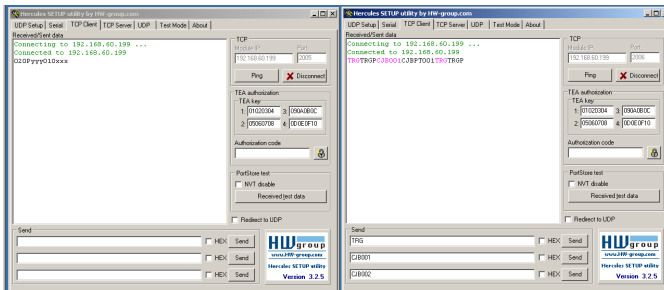 Hercules SETUP utility by HW-group.com
UDP Setup Serial TCP Client TCP Server UDP Test Mode About
Received/Sent data
Connecting to 192.168.60.199 ...
Connected to 192.168.60.199
020PyyyO10xxx
TCP
Module IP Port
192.168.60.199 2005
Ping Disconnect
TEA authorization
TEA key
1: 01020304 3: 090A0B0C
2: 05060708 4: 0D0E0F10
Authorization code
PortStore test
NVT disable
Received test data
Redirect to UDP
Send
HEX Send
HEX Send
HEX Send
HW group
www.HW-group.com
Hercules SETUP utility
Version 3.2.5
Hercules SETUP utility by HW-group.com
UDP Setup Serial TCP Client TCP Server UDP Test Mode About
Received/Sent data
Connecting to 192.168.60.199 ...
Connected to 192.168.60.199
TRGTRGPCJB001CJBPT001TRGTRGP
TCP
Module IP Port
192.168.60.199 2006
Ping Disconnect
TEA authorization
TEA key
1: 01020304 3: 090A0B0C
2: 05060708 4: 0D0E0F10
Authorization code
PortStore test
NVT disable
Received test data
Redirect to UDP
Send
TRG HEX Send
CJB001 HEX Send
CJB002 HEX Send
HW group
www.HW-group.com
Hercules SETUP utility
Version 3.2.5